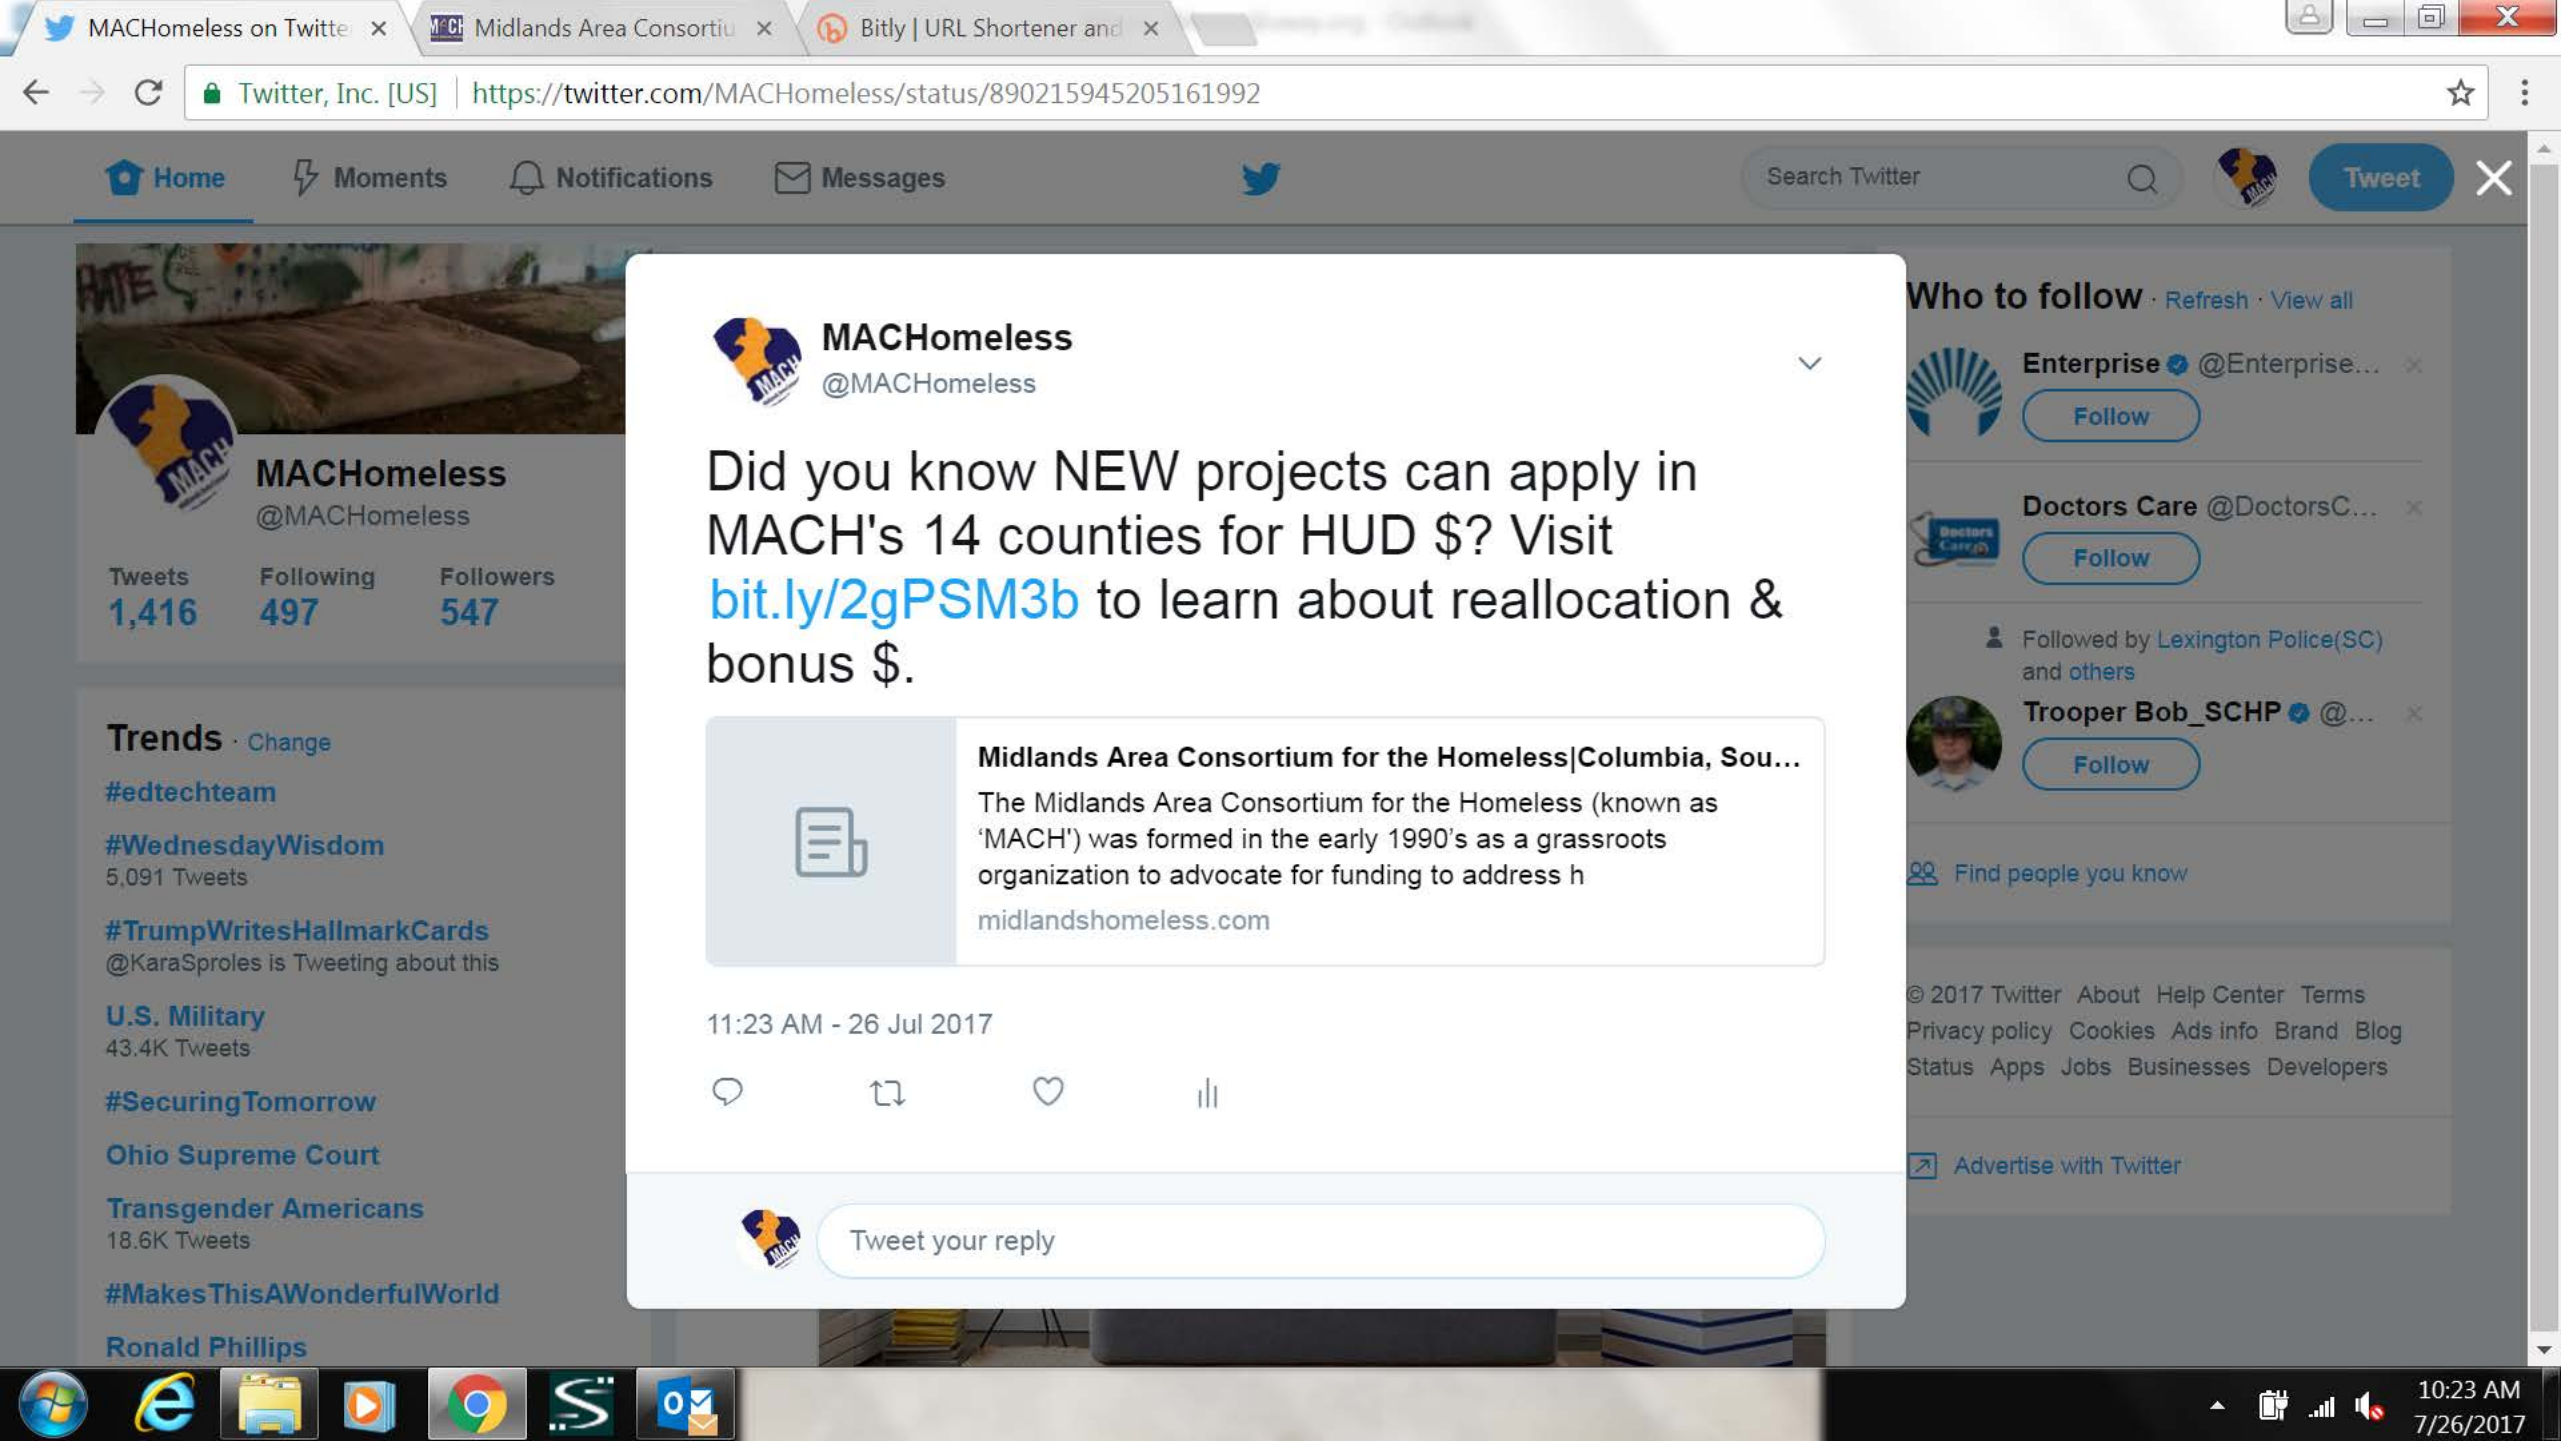 MACHomeless on Twitte
Midlands Area Consortiu
Bitly | URL Shortener and
Twitter, Inc. [US]
https://twitter.com/MACHomeless/status/890215945205161992
Home
Moments
Notifications
Messages
Search Twitter
Tweet
MACHomeless
@MACHomeless
Tweets
Following
Followers
1,416
497
547
Trends · Change
#edtechteam
#WednesdayWisdom
5,091 Tweets
#TrumpWritesHallmarkCards
@KaraSproles is Tweeting about this
U.S. Military
43.4K Tweets
#SecuringTomorrow
Ohio Supreme Court
Transgender Americans
18.6K Tweets
#MakesThisAWonderfulWorld
Ronald Phillips
MACHomeless
@MACHomeless
Did you know NEW projects can apply in
MACH's 14 counties for HUD $? Visit
bit.ly/2gPSM3b to learn about reallocation &
bonus $.
Midlands Area Consortium for the Homeless|Columbia, Sou...
The Midlands Area Consortium for the Homeless (known as
‘MACH') was formed in the early 1990’s as a grassroots
organization to advocate for funding to address h
midlandshomeless.com
11:23 AM - 26 Jul 2017
Tweet your reply
Who to follow · Refresh · View all
Enterprise @Enterprise...
Follow
Doctors Care @DoctorsC...
Doctors
Care
Follow
Followed by Lexington Police(SC)
and others
Trooper Bob_SCHP @...
Follow
Find people you know
© 2017 Twitter About Help Center Terms
Privacy policy Cookies Ads info Brand Blog
Status Apps Jobs Businesses Developers
Advertise with Twitter
MACH
MACH
MACH
MACH
MACH
10:23 AM
7/26/2017